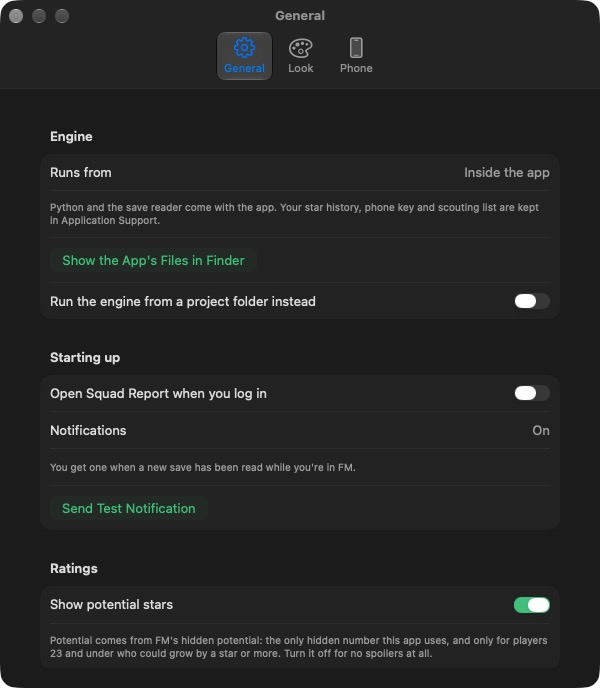 General
General
Look
Phone
Engine
Runs from
Inside the app
Python and the save reader come with the app. Your star history, phone key and scouting list are kept
in Application Support.
Show the App's Files in Finder
Run the engine from a project folder instead
Starting up
Open Squad Report when you log in
Notifications
On
You get one when a new save has been read while you're in FM.
Send Test Notification
Ratings
Show potential stars
Potential comes from FM's hidden potential: the only hidden number this app uses, and only for players
23 and under who could grow by a star or more. Turn it off for no spoilers at all.